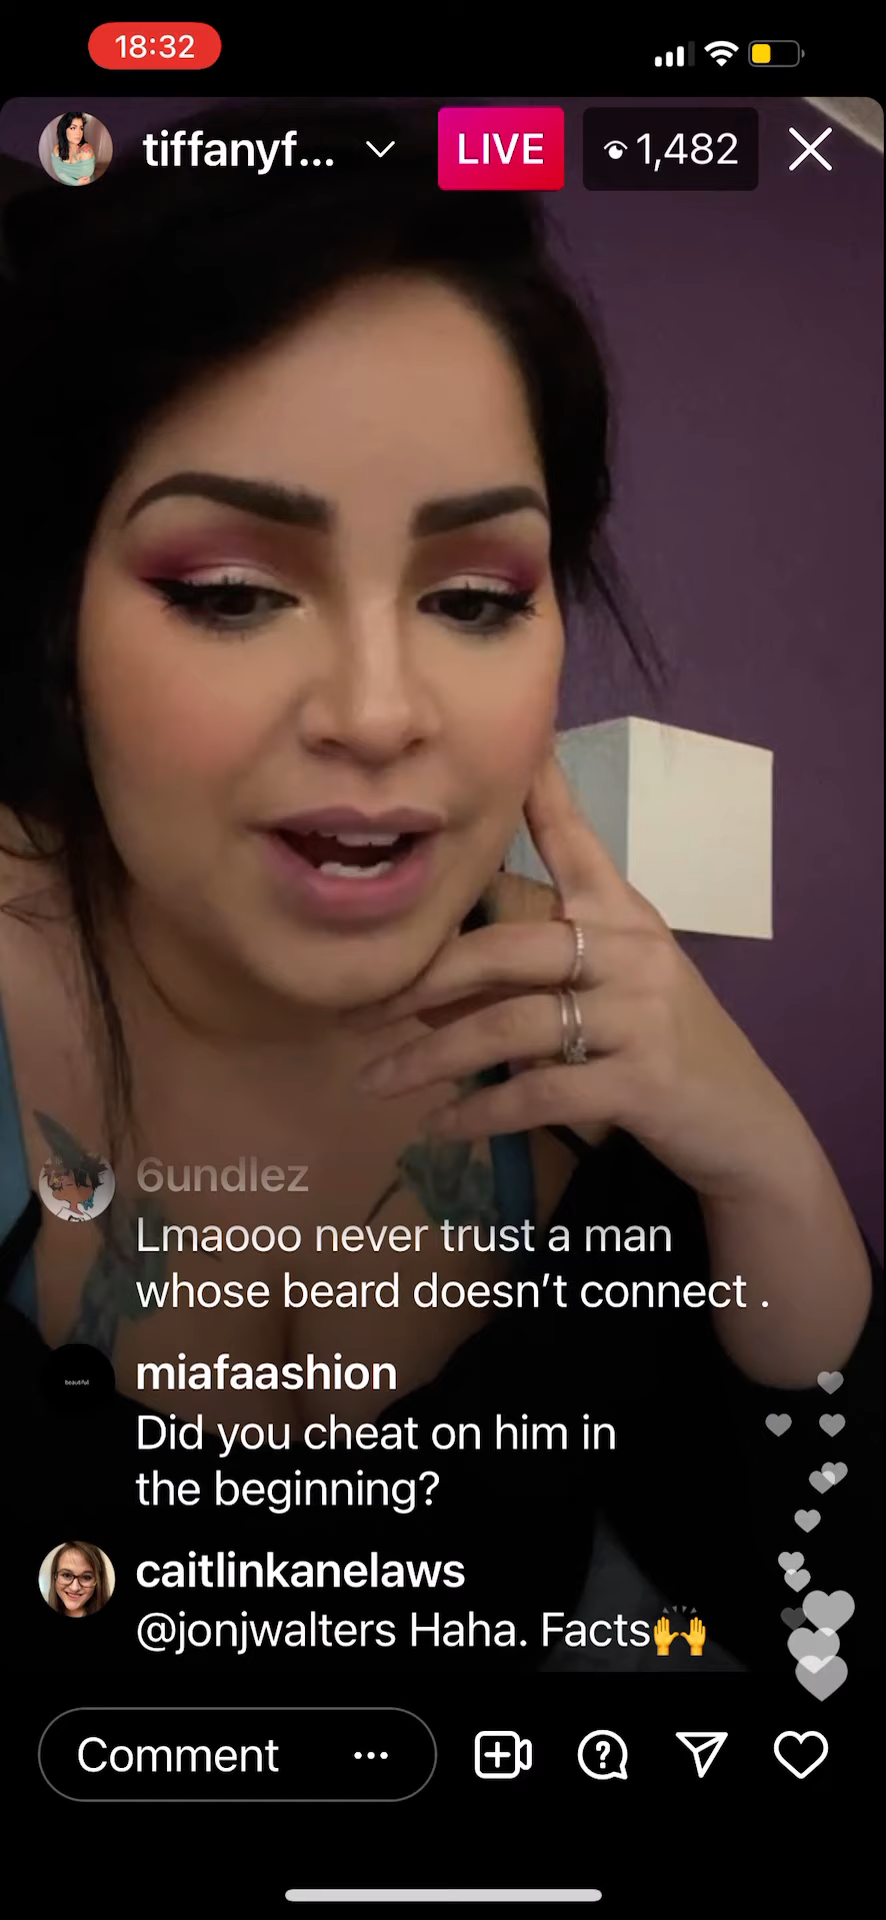 18:32
tiffanyf...
LIVE
1,482
6undlez
Lmaooo never trust a man
whose beard doesn’t connect .
beautiful
miafaashion
Did you cheat on him in
the beginning?
caitlinkanelaws
@jonjwalters Haha. Facts🙌
Comment